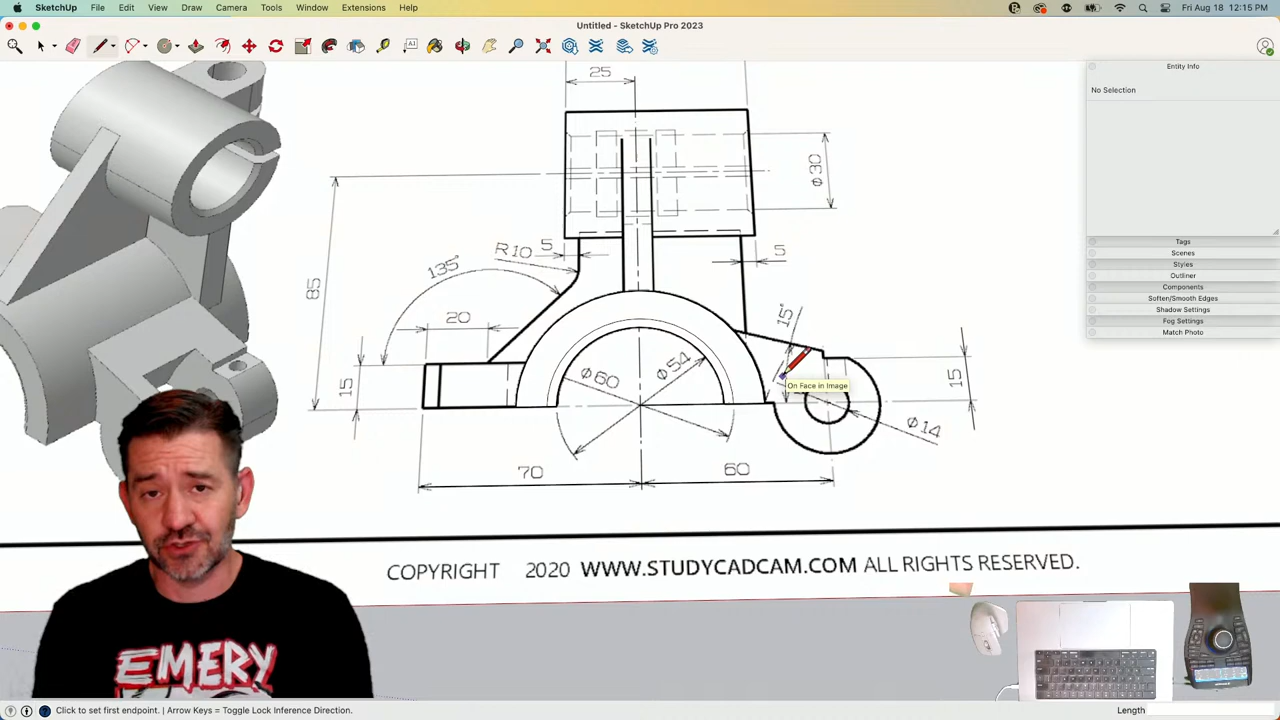 SketchUp File Edit View Draw Camera Tools Window Extensions Help Fri Aug 18 12:15 PM
Untitled - SketchUp Pro 2023
Entity Info
No Selection
Tags
Scenes
Styles
Outliner
Components
Soften/Smooth Edges
Shadow Settings
Fog Settings
Match Photo
25
ø30
R10
5
5
135°
85
20
15°
15
ø60
ø54
15
ø14
On Face in Image
70
60
COPYRIGHT 2020 WWW.STUDYCADCAM.COM ALL RIGHTS RESERVED.
EMERY
Click to set first endpoint. | Arrow Keys = Toggle Lock Inference Direction.
Length